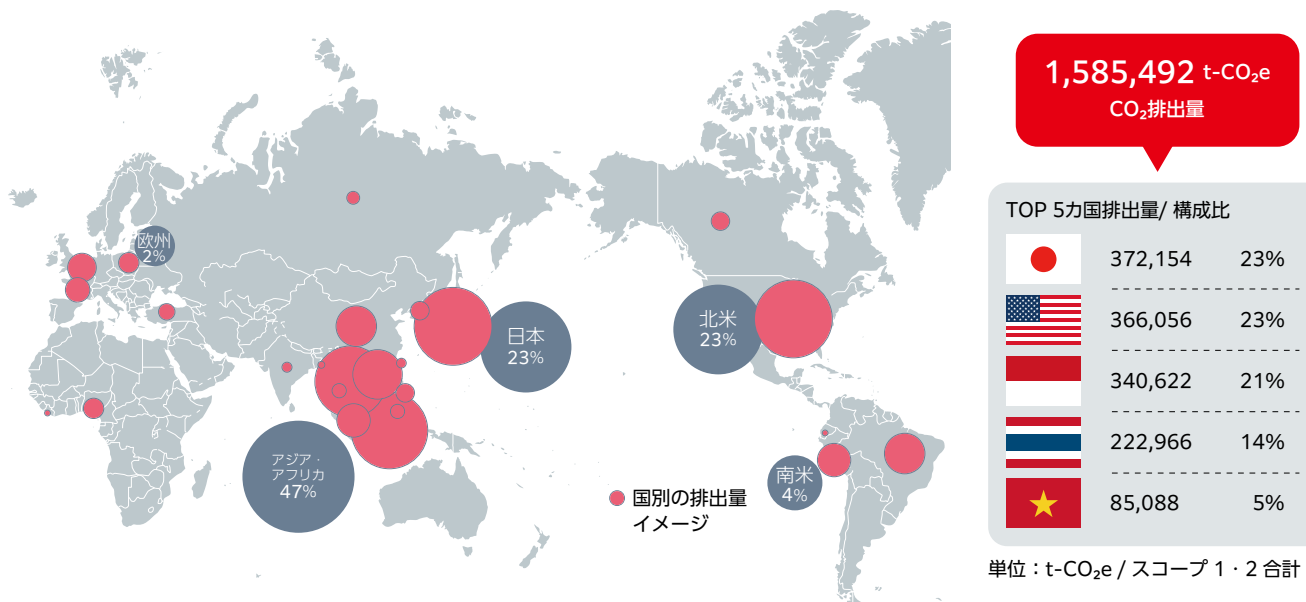 1,585,492 t-CO₂e
CO₂排出量
TOP 5カ国排出量/ 構成比
372,154 23%
366,056 23%
340,622 21%
222,966 14%
85,088 5%
単位：t-CO₂e / スコープ 1・2 合計
欧州
2%
日本
23%
北米
23%
アジア・
アフリカ
47%
南米
4%
国別の排出量
イメージ